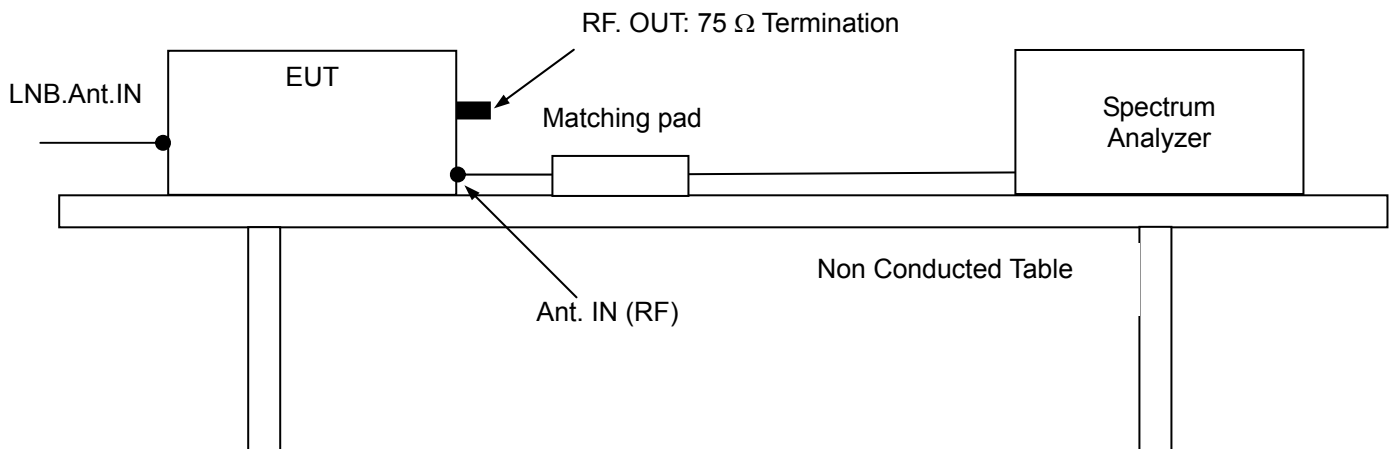 RF. OUT: 75 Ω Termination
EUT
LNB.Ant.IN
Matching pad
Spectrum
Analyzer
Non Conducted Table
Ant. IN (RF)